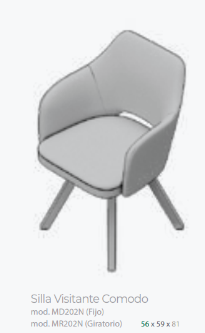 Silla Visitante Comodo
mod. MD202N (Fijo)
mod. MR202N (Giratorio) 56 x 59 x 81